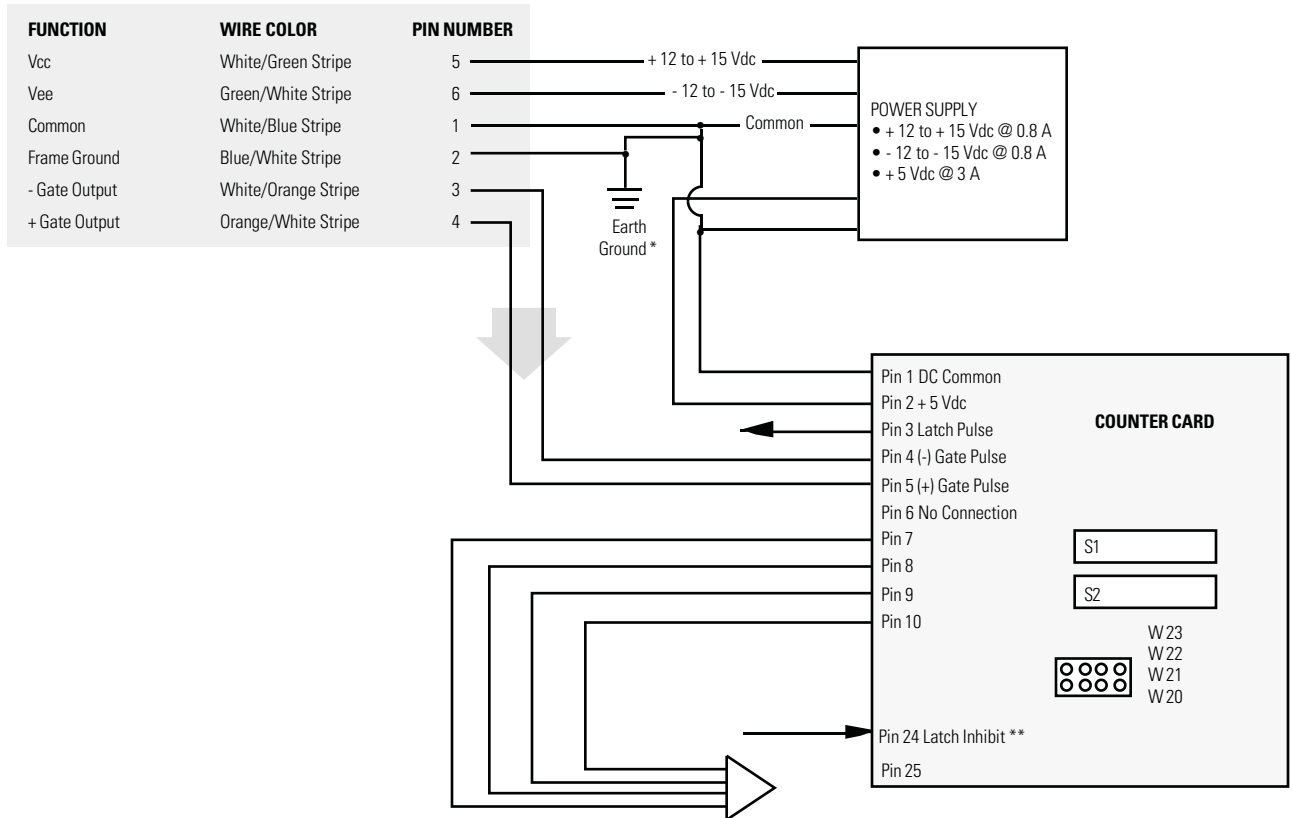 FUNCTION WIRE COLOR PIN NUMBER
Vcc White/Green Stripe 5
Vee Green/White Stripe 6
Common White/Blue Stripe 1
Frame Ground Blue/White Stripe 2
- Gate Output White/Orange Stripe 3
+ Gate Output Orange/White Stripe 4
+ 12 to + 15 Vdc
- 12 to - 15 Vdc
Common
Earth
Ground *
POWER SUPPLY
• + 12 to + 15 Vdc @ 0.8 A
• - 12 to - 15 Vdc @ 0.8 A
• + 5 Vdc @ 3 A
Pin 1 DC Common
Pin 2 + 5 Vdc
Pin 3 Latch Pulse
Pin 4 (-) Gate Pulse
Pin 5 (+) Gate Pulse
Pin 6 No Connection
Pin 7
Pin 8
Pin 9
Pin 10
Pin 24 Latch Inhibit **
Pin 25
COUNTER CARD
S1
S2
W 23
W 22
W 21
W 20